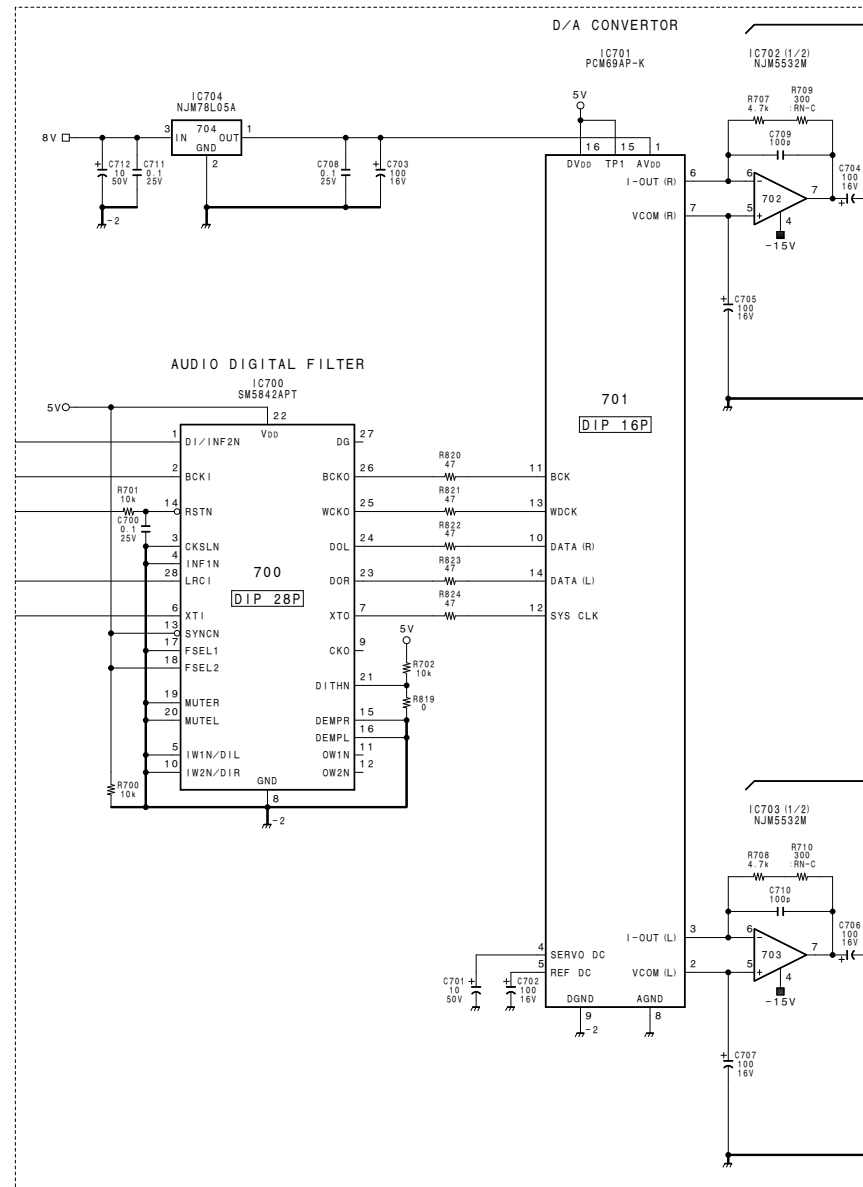 D/A CONVERTOR
IC701
PCM69AP-K
IC702 (1/2)
NJM5532M
R707
4.7k
R709
300
:RN-C
C709
100p
C704
100
16V
6
7
5
4
702
-15V
C705
100
16V
5V
16
15
1
DVDD
TP1
AVDD
I-OUT (R)
6
VCOM (R)
7
IC704
NJM78L05A
8V
3
IN
704
OUT
1
GND
2
C712
10
50V
C711
0.1
25V
C708
0.1
25V
C703
100
16V
-2
AUDIO DIGITAL FILTER
IC700
SM5842APT
5V
22
VDD
1
DI/INF2N
DG
27
2
BCKI
BCKO
26
R701
10k
14
RSTN
WCKO
25
C700
0.1
25V
3
CKSLN
DOL
24
4
INF1N
28
LRCI
DOR
23
700
DIP 28P
6
XTI
XTO
7
13
SYNCN
17
FSEL1
CKO
9
18
FSEL2
DITHN
21
19
MUTER
DEMPR
15
20
MUTEL
DEMPL
16
5
IW1N/DIL
OW1N
11
10
IW2N/DIR
OW2N
12
GND
8
-2
R700
10k
5V
R702
10k
R819
0
R820
47
R821
47
R822
47
R823
47
R824
47
701
DIP 16P
11
BCK
13
WDCK
10
DATA (R)
14
DATA (L)
12
SYS CLK
4
SERVO DC
5
REF DC
I-OUT (L)
3
VCOM (L)
2
DGND
AGND
9
8
-2
C701
10
50V
C702
100
16V
IC703 (1/2)
NJM5532M
R708
4.7k
R710
300
:RN-C
C710
100p
C706
100
16V
6
7
5
4
703
-15V
C707
100
16V